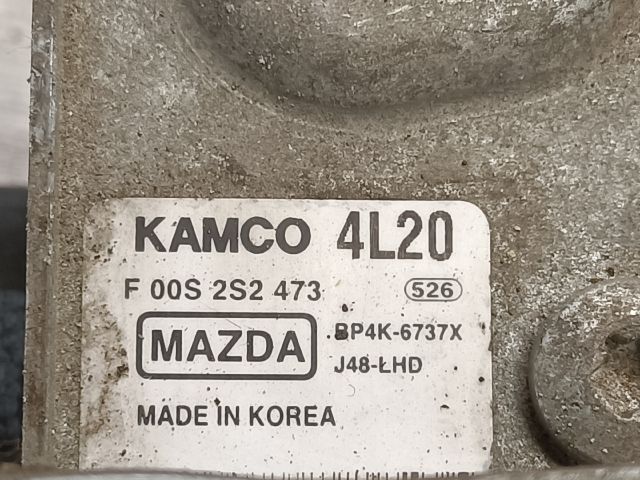 KAMCO 4L20
F 00S 2S2 473 526
MAZDA BP4K-6737X
J48-LHD
MADE IN KOREA